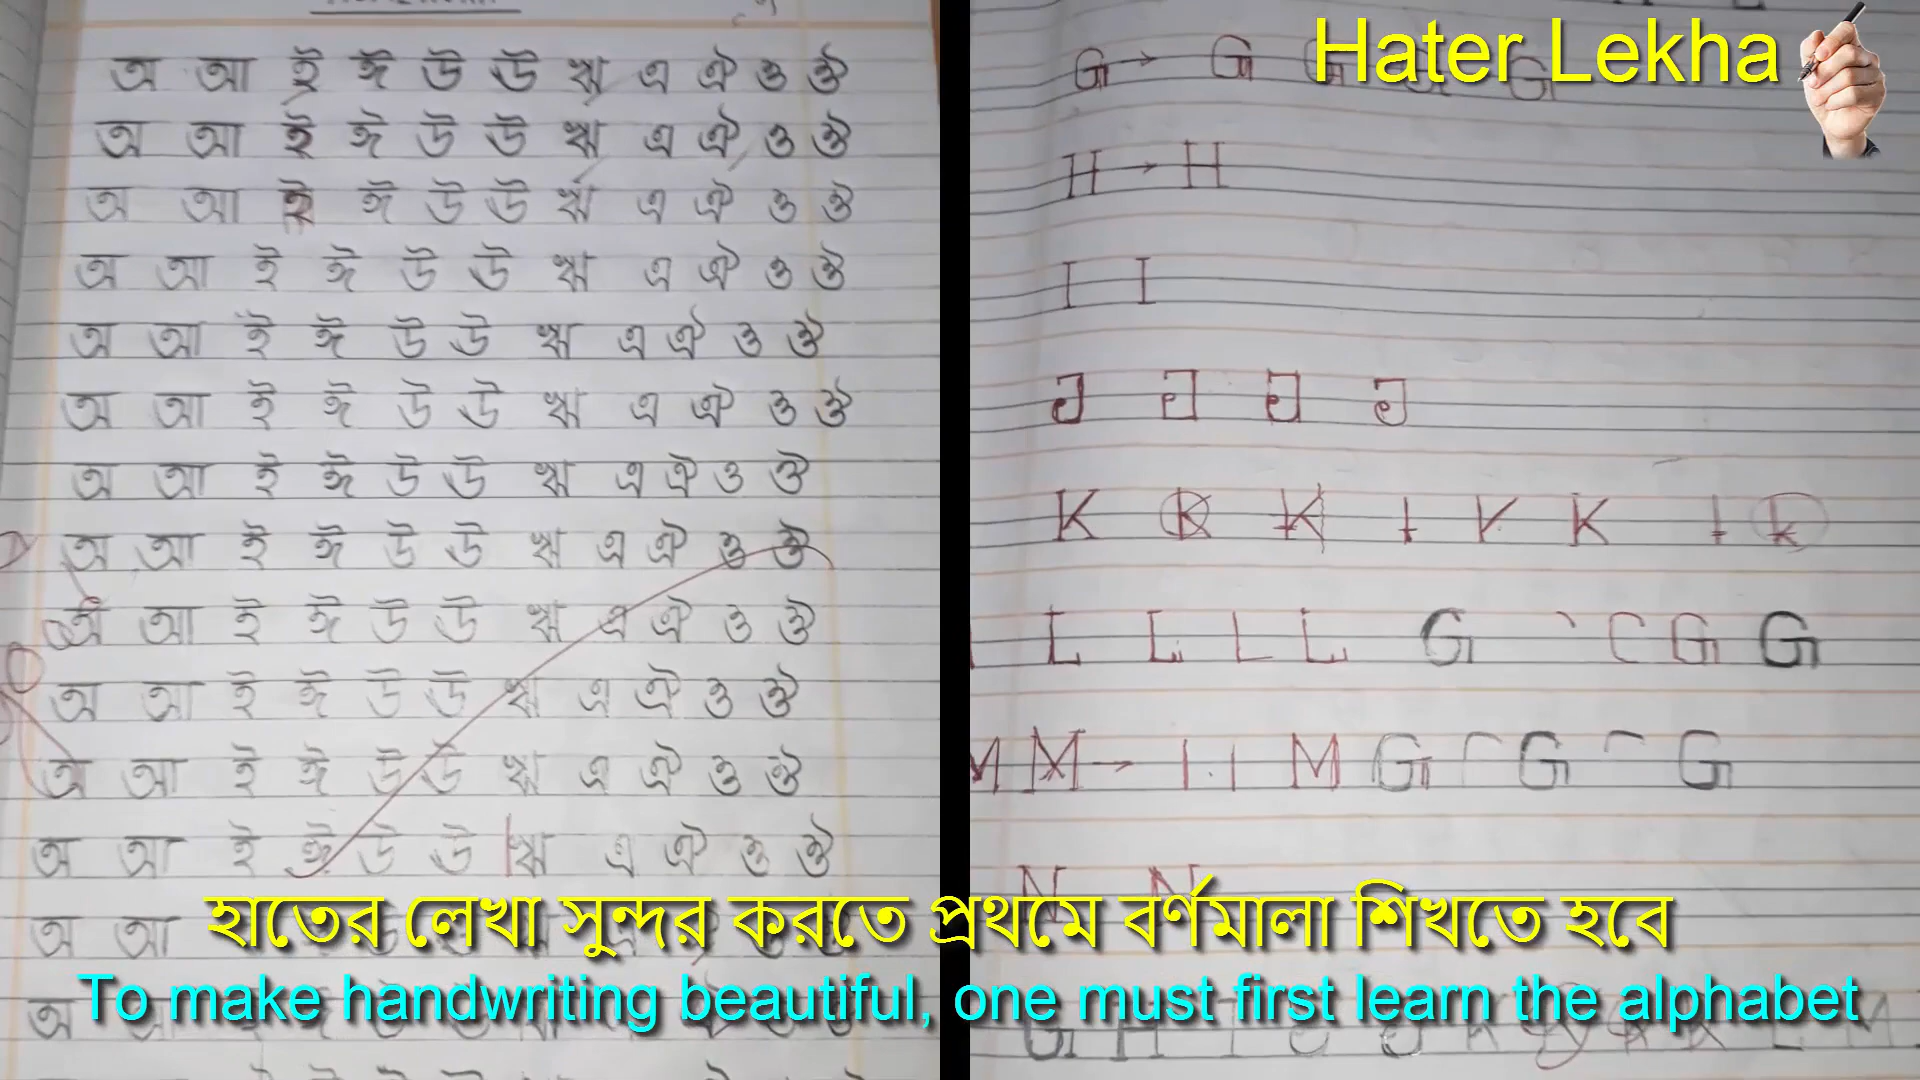 অ আ ই ঈ উ ঊ ঋ এ ঐ ও ঔ
অ আ ই ঈ উ ঊ ঋ এ ঐ ও ঔ
অ আ ই ঈ উ ঊ ঋ এ ঐ ও ঔ
অ আ ই ঈ উ ঊ ঋ এ ঐ ও ঔ
অ আ ই ঈ উ ঊ ঋ এ ঐ ও ঔ
অ আ ই ঈ উ ঊ ঋ এ ঐ ও ঔ
অ আ ই ঈ উ ঊ ঋ এ ঐ ও ঔ
অ আ ই ঈ উ ঊ ঋ এ ঐ ও ঔ
অ আ ই ঈ উ ঊ ঋ এ ঐ ও ঔ
অ আ ই ঈ উ ঊ ঋ এ ঐ ও ঔ
অ আ ই ঈ উ ঊ ঋ এ ঐ ও ঔ
অ আ ই ঈ উ ঊ ঋ এ ঐ ও ঔ
অ আ
অ আ
Hater Lekha
G → G G G
H → H
I I
J J J J
K K K K K K
L L L L G C G G
M M → M G G G
N N
G H I
হাতের লেখা সুন্দর করতে প্রথমে বর্ণমালা শিখতে হবে
To make handwriting beautiful, one must first learn the alphabet